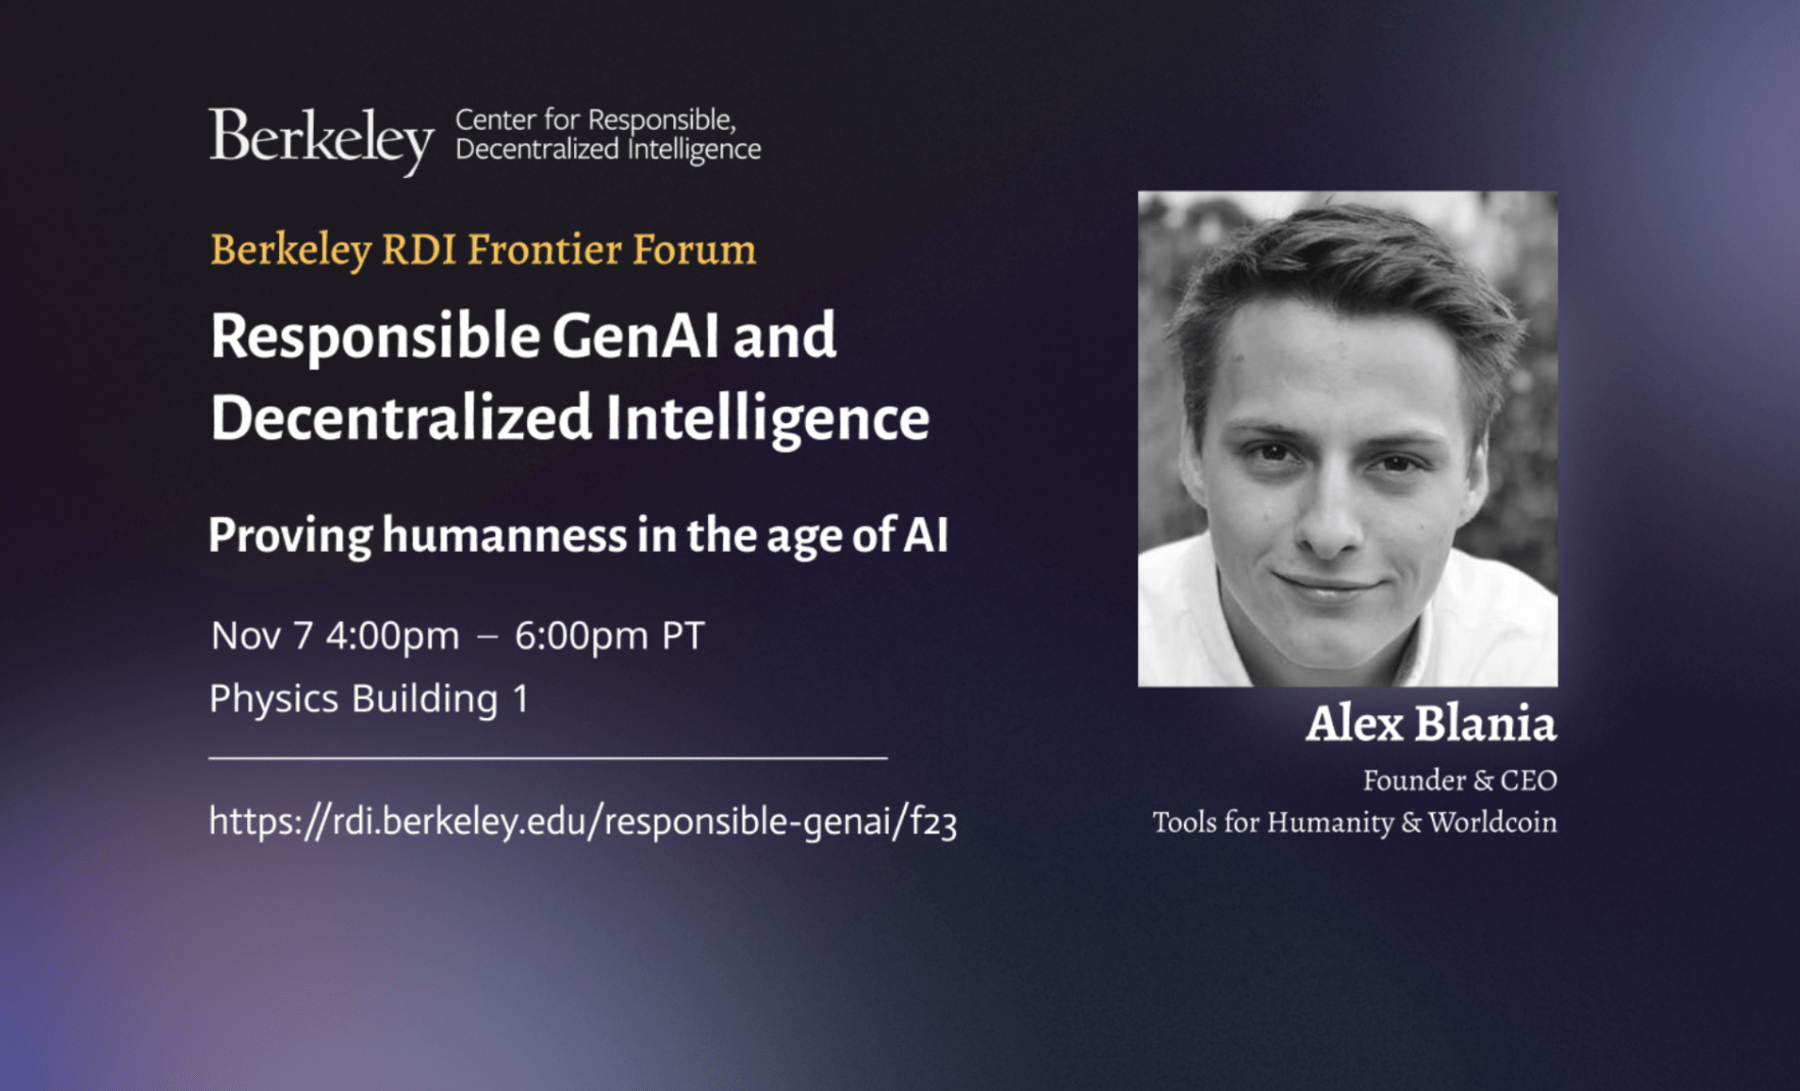 Berkeley
Center for Responsible,
Decentralized Intelligence
Berkeley RDI Frontier Forum
Responsible GenAI and
Decentralized Intelligence
Proving humanness in the age of AI
Nov 7 4:00pm – 6:00pm PT
Physics Building 1
https://rdi.berkeley.edu/responsible-genai/f23
Alex Blania
Founder & CEO
Tools for Humanity & Worldcoin